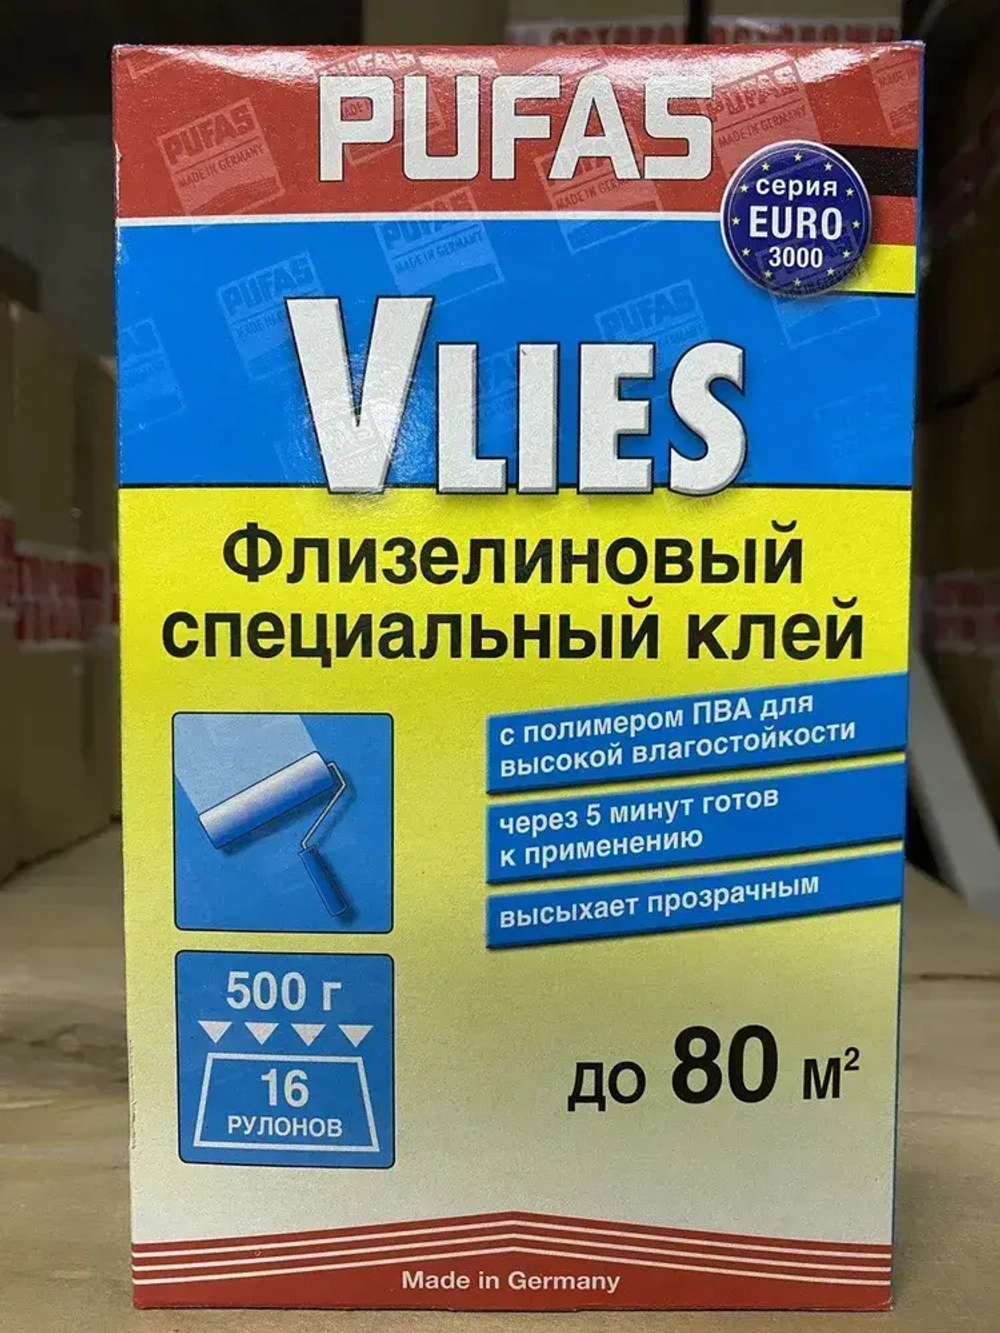 PUFAS
серия
EURO
3000
VLIES
Флизелиновый
специальный клей
с полимером ПВА для
высокой влагостойкости
через 5 минут готов
к применению
высыхает прозрачным
500 г
16
РУЛОНОВ
до 80 м²
Made in Germany